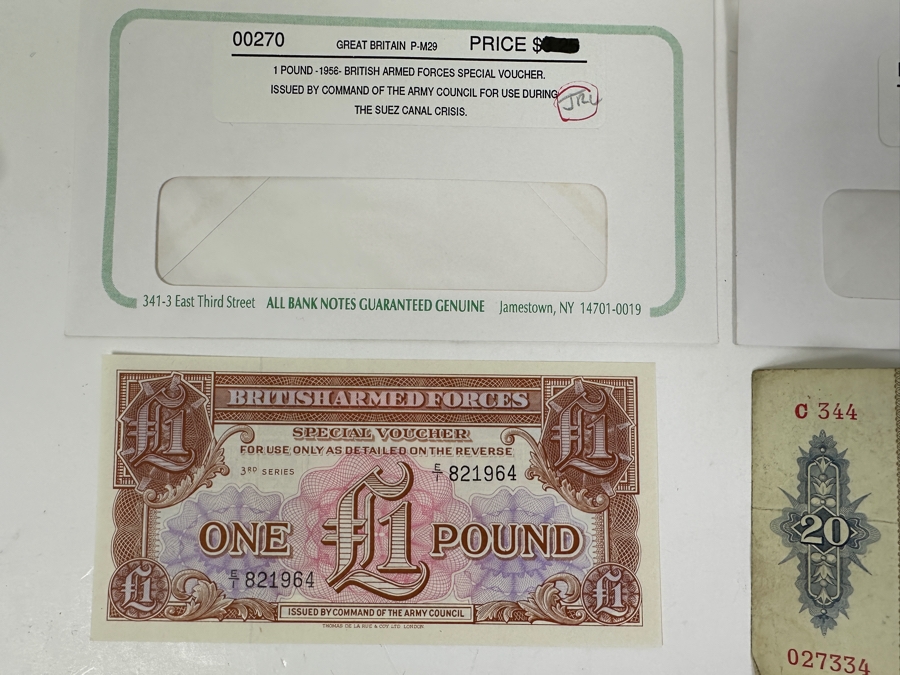 00270 GREAT BRITAIN P-M29 PRICE $
1 POUND -1956- BRITISH ARMED FORCES SPECIAL VOUCHER.
ISSUED BY COMMAND OF THE ARMY COUNCIL FOR USE DURING
JRL
THE SUEZ CANAL CRISIS.
341-3 East Third Street ALL BANK NOTES GUARANTEED GENUINE Jamestown, NY 14701-0019
£1 BRITISH ARMED FORCES £1
SPECIAL VOUCHER
FOR USE ONLY AS DETAILED ON THE REVERSE
3RD SERIES E/1 821964
ONE £1 POUND
E/1 821964
£1 ISSUED BY COMMAND OF THE ARMY COUNCIL £1
THOMAS DE LA RUE & COY. LTD. LONDON
C 344
20
027334